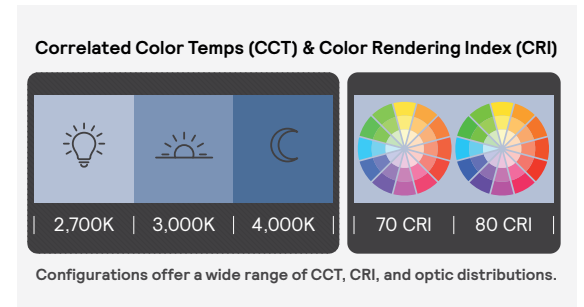 Correlated Color Temps (CCT) & Color Rendering Index (CRI)
| 2,700K | 3,000K | 4,000K | | 70 CRI | 80 CRI |
Configurations offer a wide range of CCT, CRI, and optic distributions.